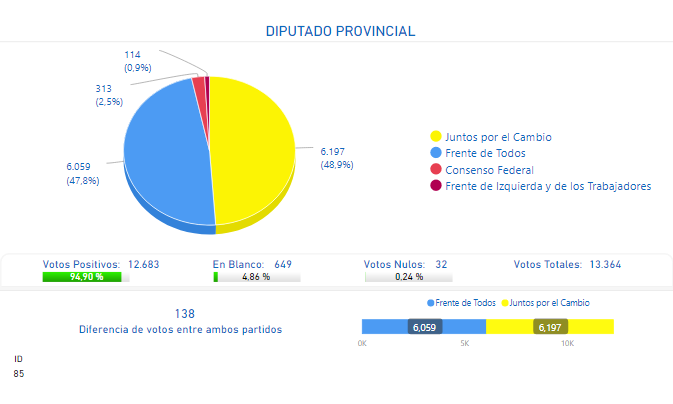 DIPUTADO PROVINCIAL
114
(0,9%)
313
(2,5%)
6.059
(47,8%)
6.197
(48,9%)
Juntos por el Cambio
Frente de Todos
Consenso Federal
Frente de Izquierda y de los Trabajadores
Votos Positivos: 12.683
94,90 %
En Blanco: 649
4,86 %
Votos Nulos: 32
0,24 %
Votos Totales: 13.364
138
Diferencia de votos entre ambos partidos
Frente de Todos Juntos por el Cambio
6,059 6,197
0K 5K 10K
ID
85